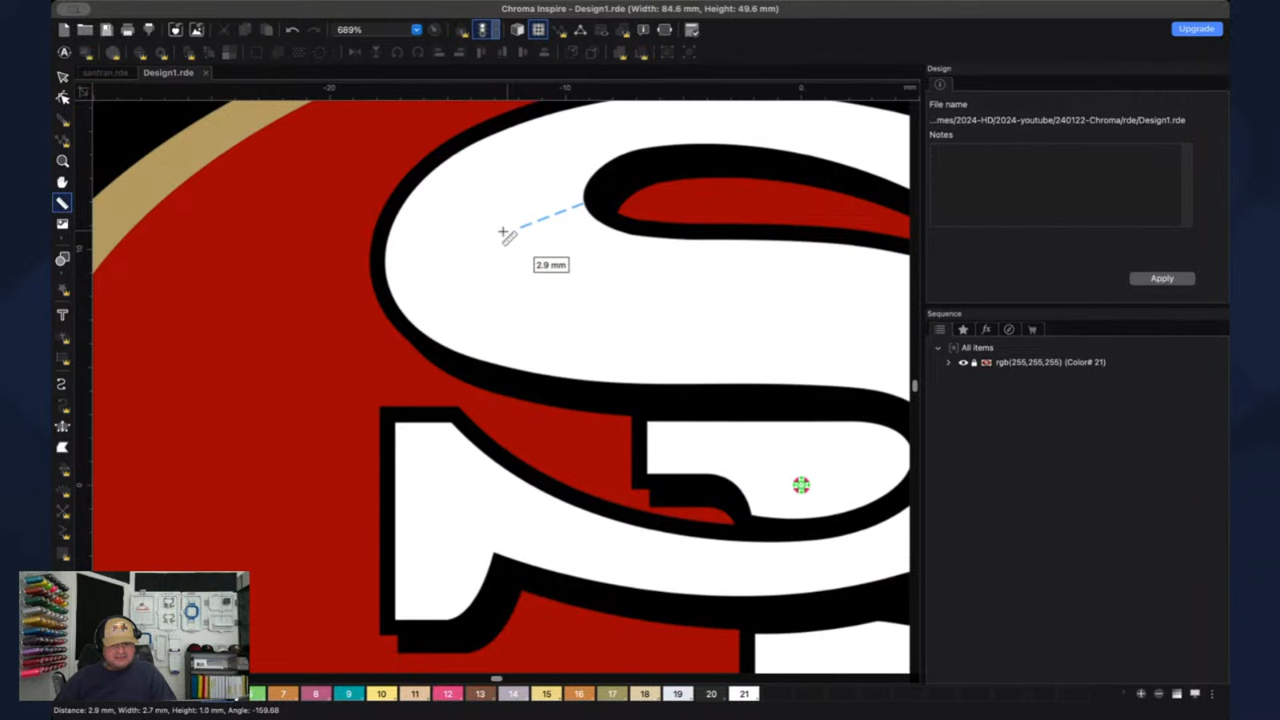 Chroma Inspire - Design1.rde (Width: 84.6 mm, Height: 49.6 mm)
689%
Upgrade
santran.rde
Design1.rde
Design
-20
-10
0
mm
File name
...mes/2024-HD/2024-youtube/240122-Chroma/rde/Design1.rde
Notes
10
2.9 mm
Apply
Sequence
All items
rgb(255,255,255) (Color# 21)
0
7
8
9
10
11
12
13
14
15
16
17
18
19
20
21
Distance: 2.9 mm, Width: 2.7 mm, Height: 1.0 mm, Angle: -159.68